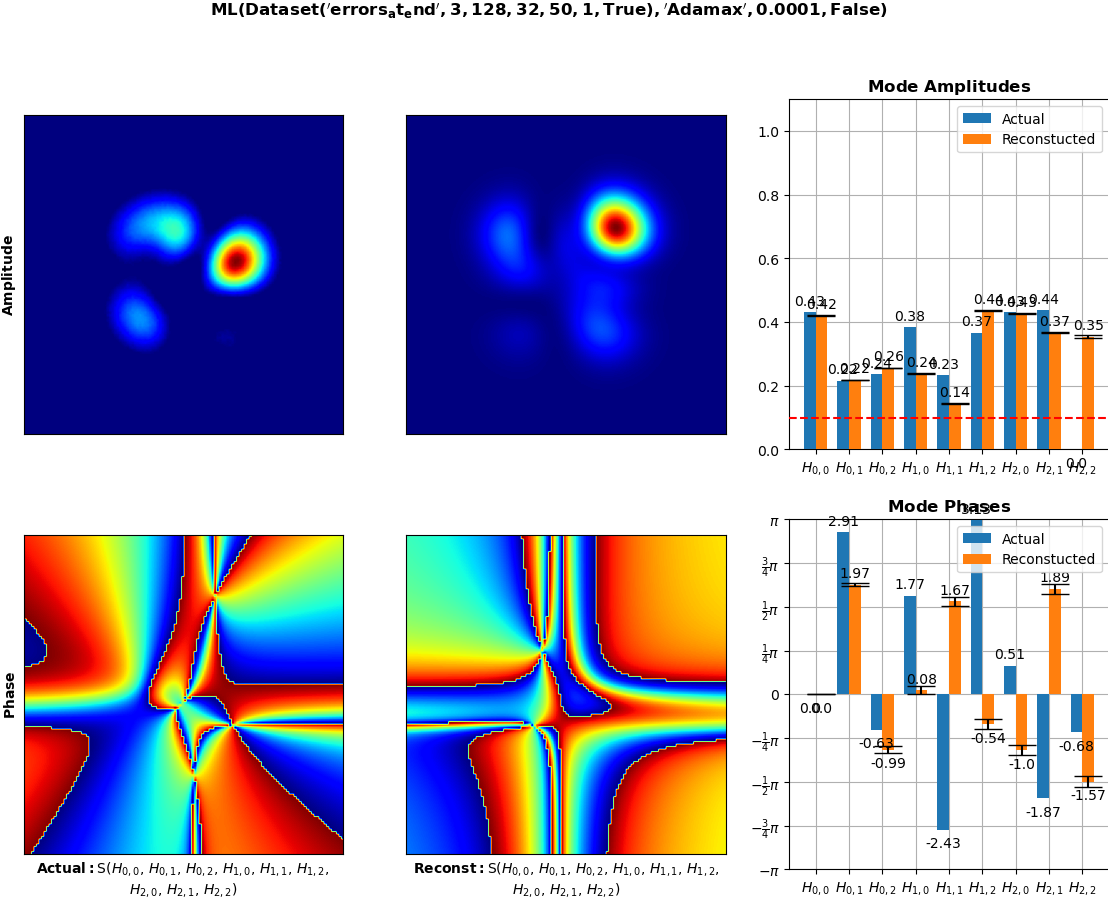 ML(Dataset('errors_at_end', 3, 128, 32, 50, 1, True), 'Adamax', 0.0001, False)
Amplitude
Mode Amplitudes
Actual
Reconstucted
1.0
0.8
0.6
0.4
0.2
0.0
0.43 0.42 0.22 0.22 0.24 0.26 0.38 0.24 0.23 0.14 0.37 0.44 0.43 0.43 0.44 0.37 0.0 0.35
H0,0 H0,1 H0,2 H1,0 H1,1 H1,2 H2,0 H2,1 H2,2
Phase
Mode Phases
Actual
Reconstucted
π
3/4π
1/2π
1/4π
0
−1/4π
−1/2π
−3/4π
−π
0.0 0.0 2.91 1.97 -0.63 -0.99 1.77 0.08 -2.43 1.67 3.13 -0.54 0.51 -1.0 -1.87 1.89 -0.68 -1.57
H0,0 H0,1 H0,2 H1,0 H1,1 H1,2 H2,0 H2,1 H2,2
Actual: S(H0,0, H0,1, H0,2, H1,0, H1,1, H1,2,
H2,0, H2,1, H2,2)
Reconst: S(H0,0, H0,1, H0,2, H1,0, H1,1, H1,2,
H2,0, H2,1, H2,2)